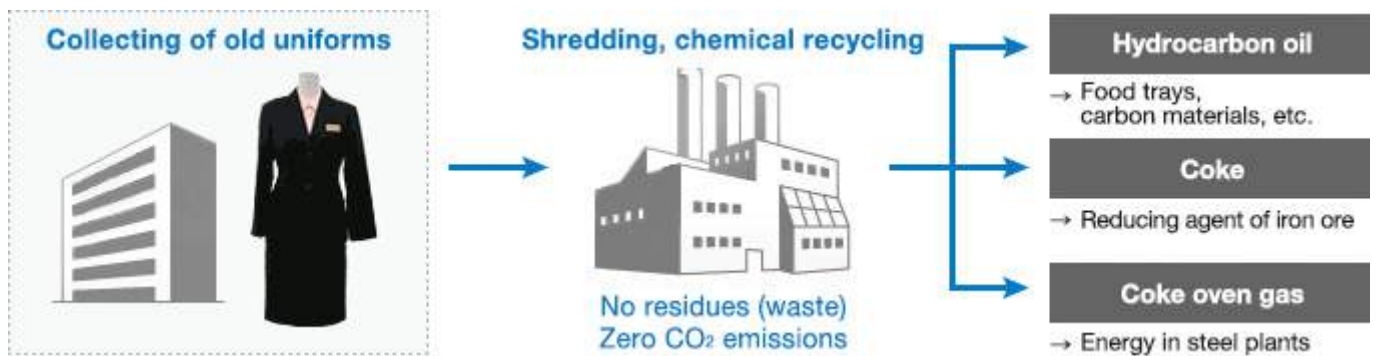 Collecting of old uniforms
Shredding, chemical recycling
No residues (waste)
Zero CO₂ emissions
Hydrocarbon oil
→ Food trays,
carbon materials, etc.
Coke
→ Reducing agent of iron ore
Coke oven gas
→ Energy in steel plants